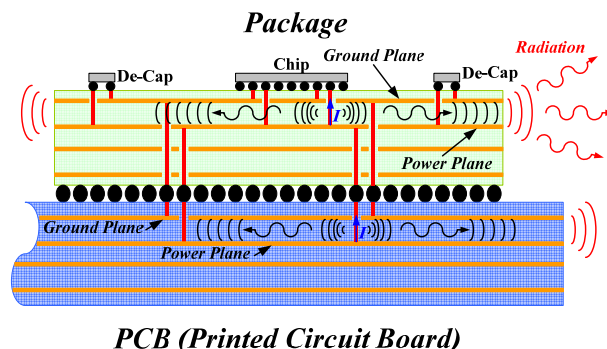 Package
Radiation
Chip
Ground Plane
De-Cap
De-Cap
I
Power Plane
Ground Plane
I
Power Plane
PCB (Printed Circuit Board)